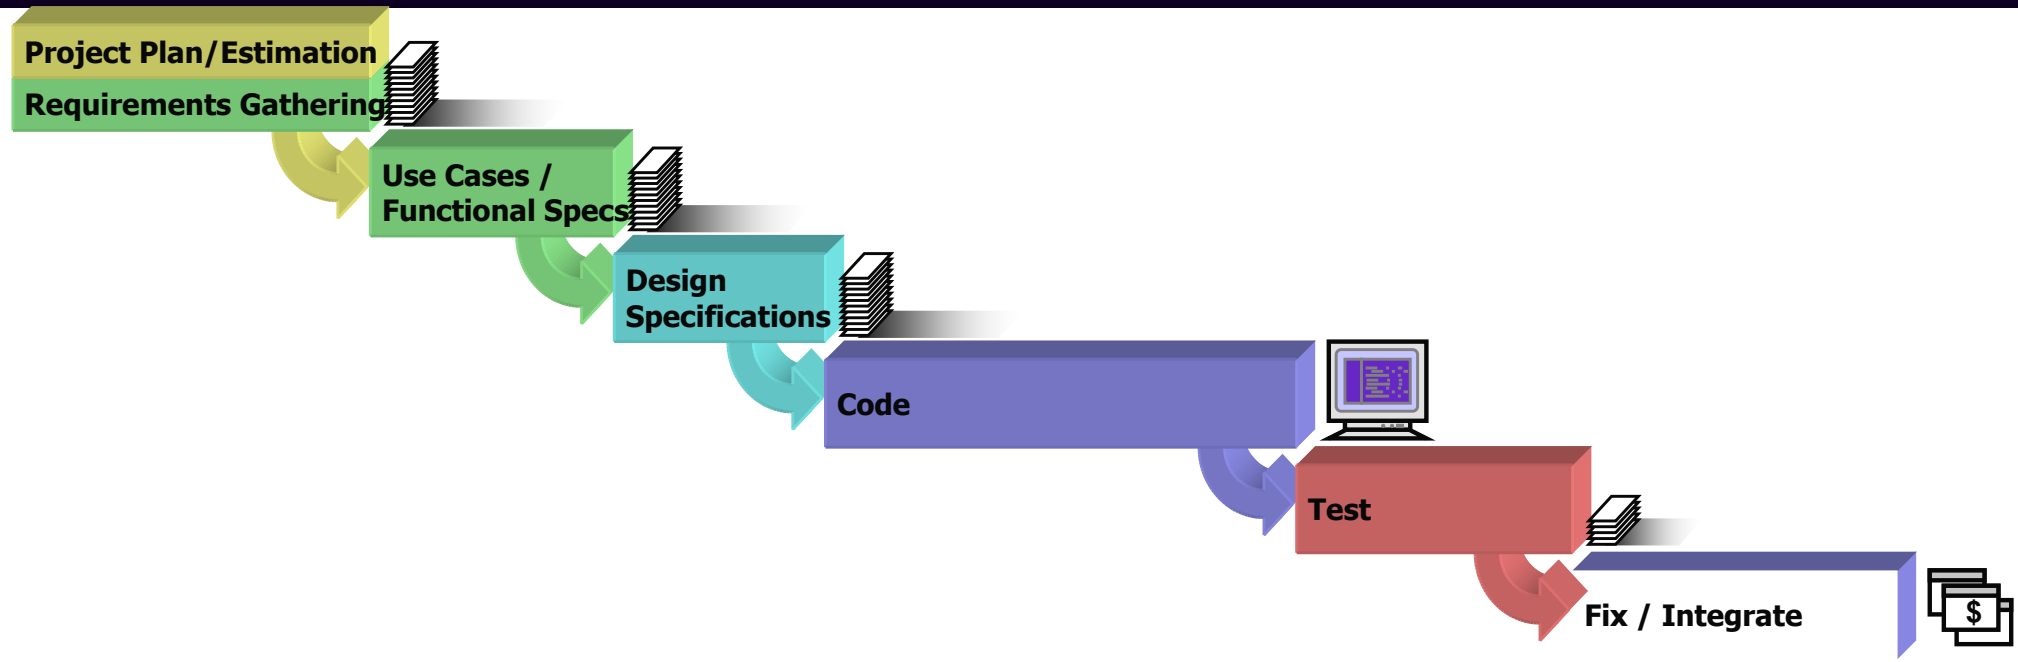 Project Plan/Estimation
Requirements Gathering
Use Cases /
Functional Specs
Design
Specifications
Code
Test
Fix / Integrate
$